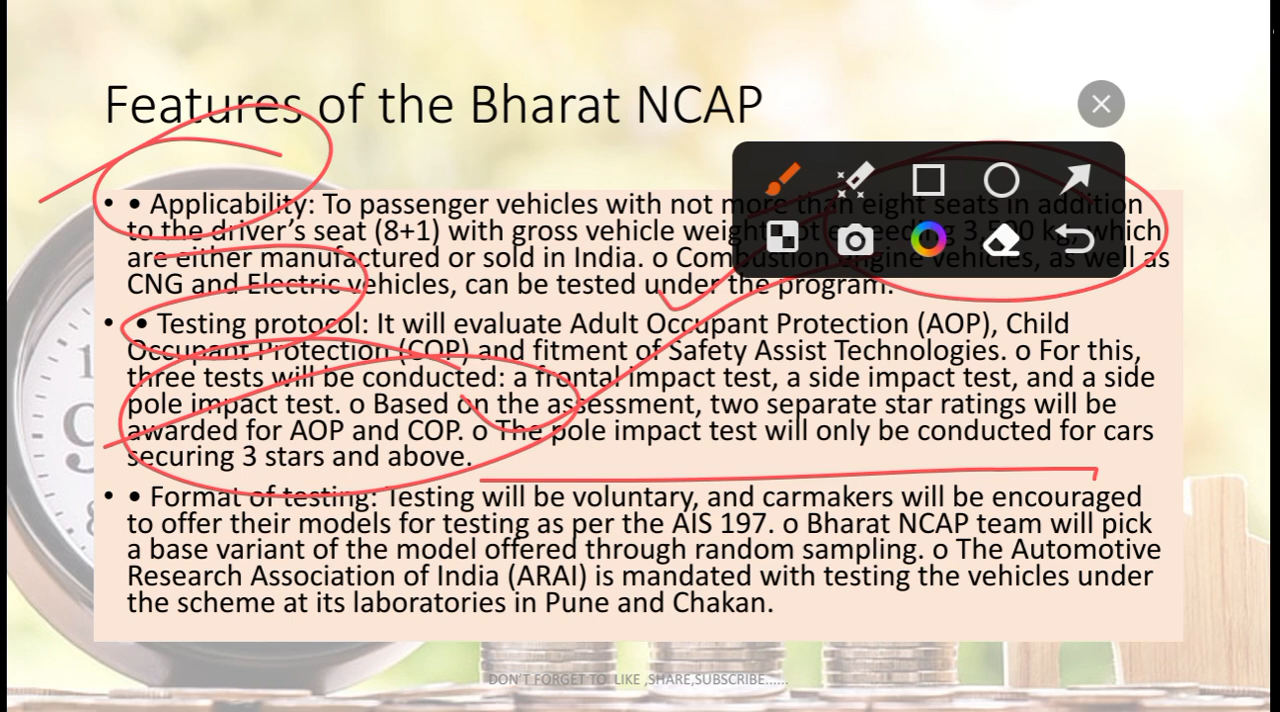 Features of the Bharat NCAP
• • Applicability: To passenger vehicles with not more than eight seats in addition
to the driver's seat (8+1) with gross vehicle weight not exceeding 3,500 kg, which
are either manufactured or sold in India. o Combustion engine vehicles, as well as
CNG and Electric vehicles, can be tested under the program.
• • Testing protocol: It will evaluate Adult Occupant Protection (AOP), Child
Occupant Protection (COP) and fitment of Safety Assist Technologies. o For this,
three tests will be conducted: a frontal impact test, a side impact test, and a side
pole impact test. o Based on the assessment, two separate star ratings will be
awarded for AOP and COP. o The pole impact test will only be conducted for cars
securing 3 stars and above.
• • Format of testing: Testing will be voluntary, and carmakers will be encouraged
to offer their models for testing as per the AIS 197. o Bharat NCAP team will pick
a base variant of the model offered through random sampling. o The Automotive
Research Association of India (ARAI) is mandated with testing the vehicles under
the scheme at its laboratories in Pune and Chakan.
DON'T FORGET TO LIKE ,SHARE,SUBSCRIBE......